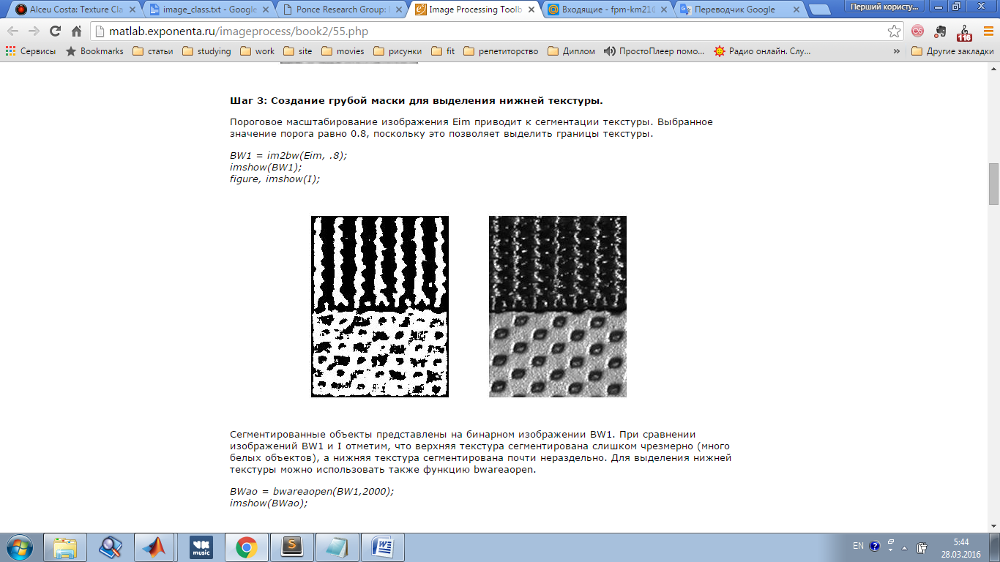 Alceu Costa: Texture Cla
image_class.txt - Google
Ponce Research Group:
Image Processing Toolb
Входящие - fpm-km21@
Переводчик Google
Перший користу...
matlab.exponenta.ru/imageprocess/book2/55.php
116
Сервисы
Bookmarks
статьи
studying
work
site
movies
рисунки
fit
репетиторство
Диплом
ПростоПлеер помо...
Радио онлайн. Слу...
»
Другие закладки
Шаг 3: Создание грубой маски для выделения нижней текстуры.
Пороговое масштабирование изображения Eim приводит к сегментации текстуры. Выбранное
значение порога равно 0.8, поскольку это позволяет выделить границы текстуры.
BW1 = im2bw(Eim, .8);
imshow(BW1);
figure, imshow(I);
Сегментированные объекты представлены на бинарном изображении BW1. При сравнении
изображений BW1 и I отметим, что верхняя текстура сегментирована слишком чрезмерно (много
белых объектов), а нижняя текстура сегментирована почти нераздельно. Для выделения нижней
текстуры можно использовать также функцию bwareaopen.
BWao = bwareaopen(BW1,2000);
imshow(BWao);
VK
music
S
W
EN
5:44
28.03.2016